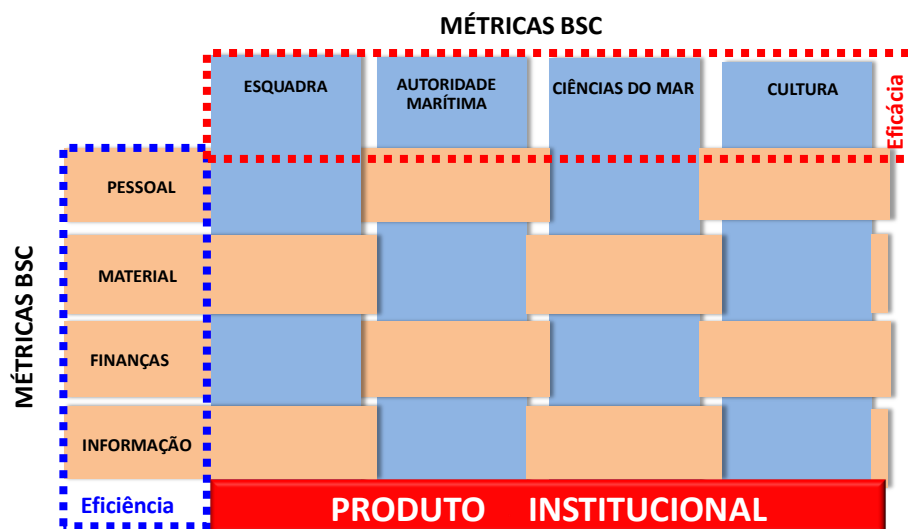 MÉTRICAS BSC
ESQUADRA
AUTORIDADE
MARÍTIMA
CIÊNCIAS DO MAR
CULTURA
Eficácia
MÉTRICAS BSC
PESSOAL
MATERIAL
FINANÇAS
INFORMAÇÃO
Eficiência
PRODUTO INSTITUCIONAL